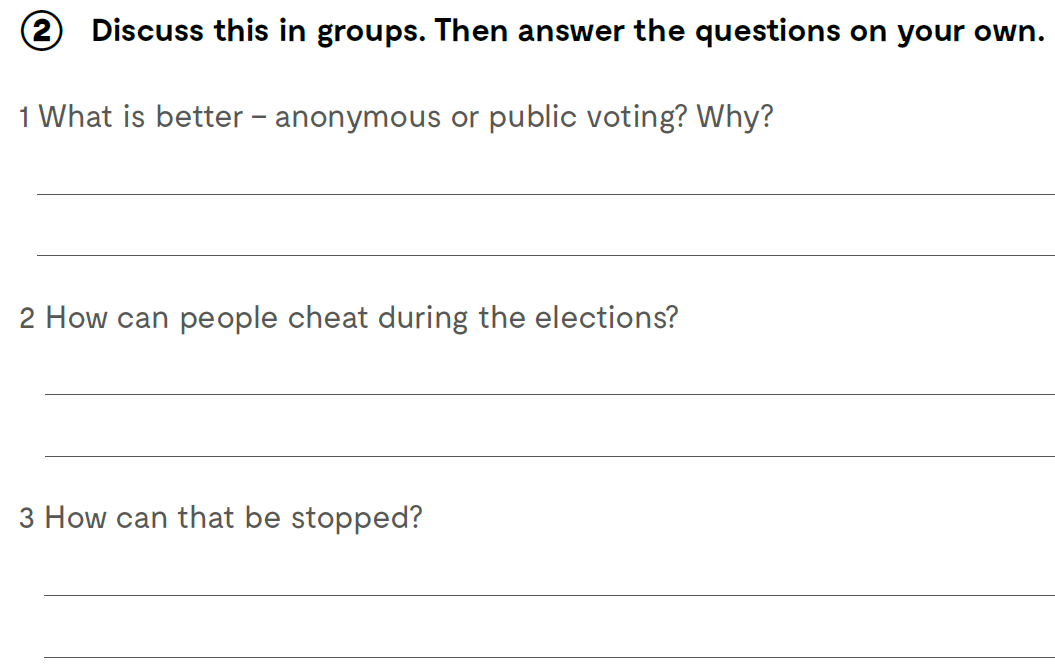 2 Discuss this in groups. Then answer the questions on your own.
1 What is better – anonymous or public voting? Why?
2 How can people cheat during the elections?
3 How can that be stopped?